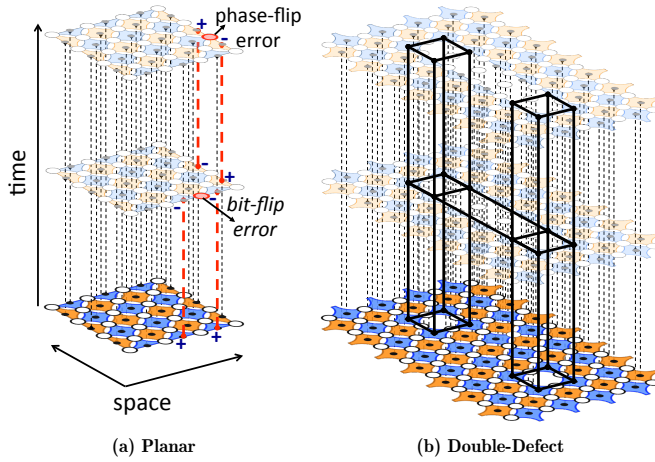 +
phase-flip
-
error
time
-
+
-
-
bit-flip
error
+
+
space
(a) Planar
(b) Double-Defect